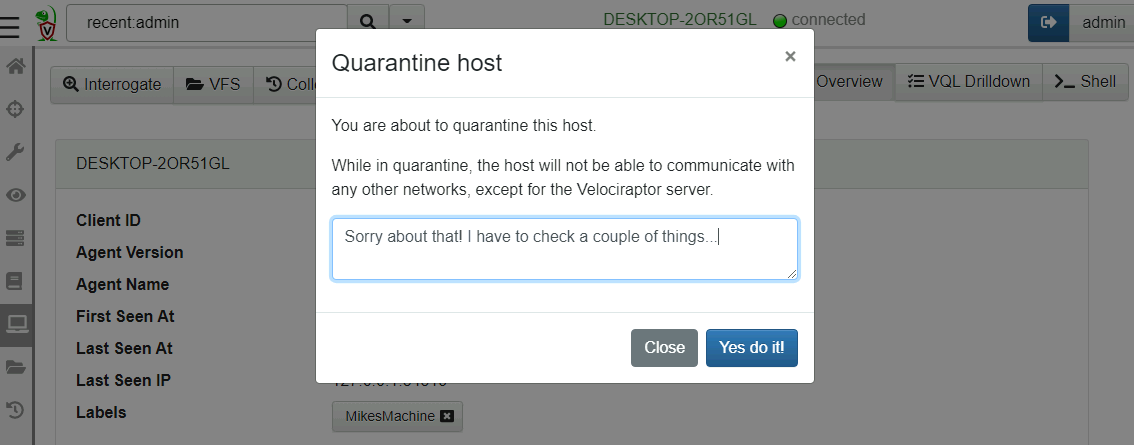 recent:admin
DESKTOP-2OR51GL
connected
admin
Interrogate
VFS
Overview
VQL Drilldown
Shell
Quarantine host
×
You are about to quarantine this host.
While in quarantine, the host will not be able to communicate with
any other networks, except for the Velociraptor server.
Sorry about that! I have to check a couple of things...
Close
Yes do it!
DESKTOP-2OR51GL
Client ID
Agent Version
Agent Name
First Seen At
Last Seen At
Last Seen IP
Labels
MikesMachine